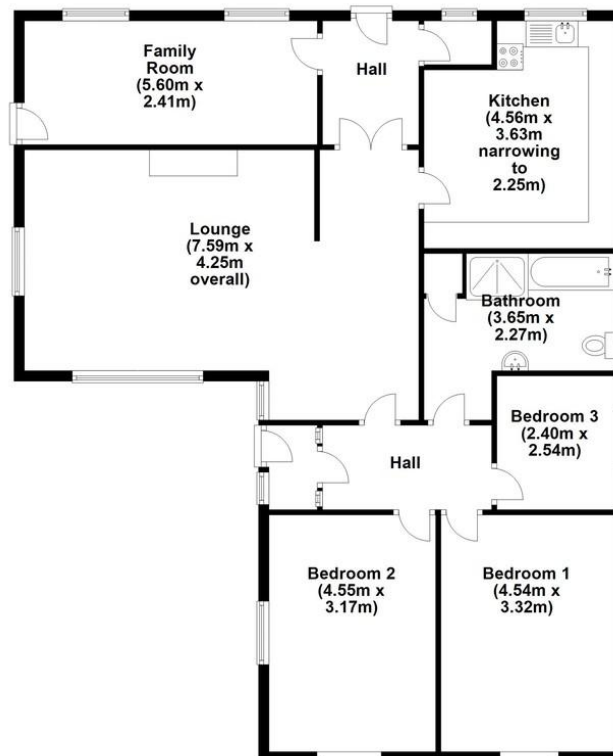 Family
Room
(5.60m x
2.41m)
Hall
Kitchen
(4.56m x
3.63m
narrowing
to
2.25m)
Lounge
(7.59m x
4.25m
overall)
Bathroom
(3.65m x
2.27m)
Bedroom 3
(2.40m x
2.54m)
Hall
Bedroom 2
(4.55m x
3.17m)
Bedroom 1
(4.54m x
3.32m)